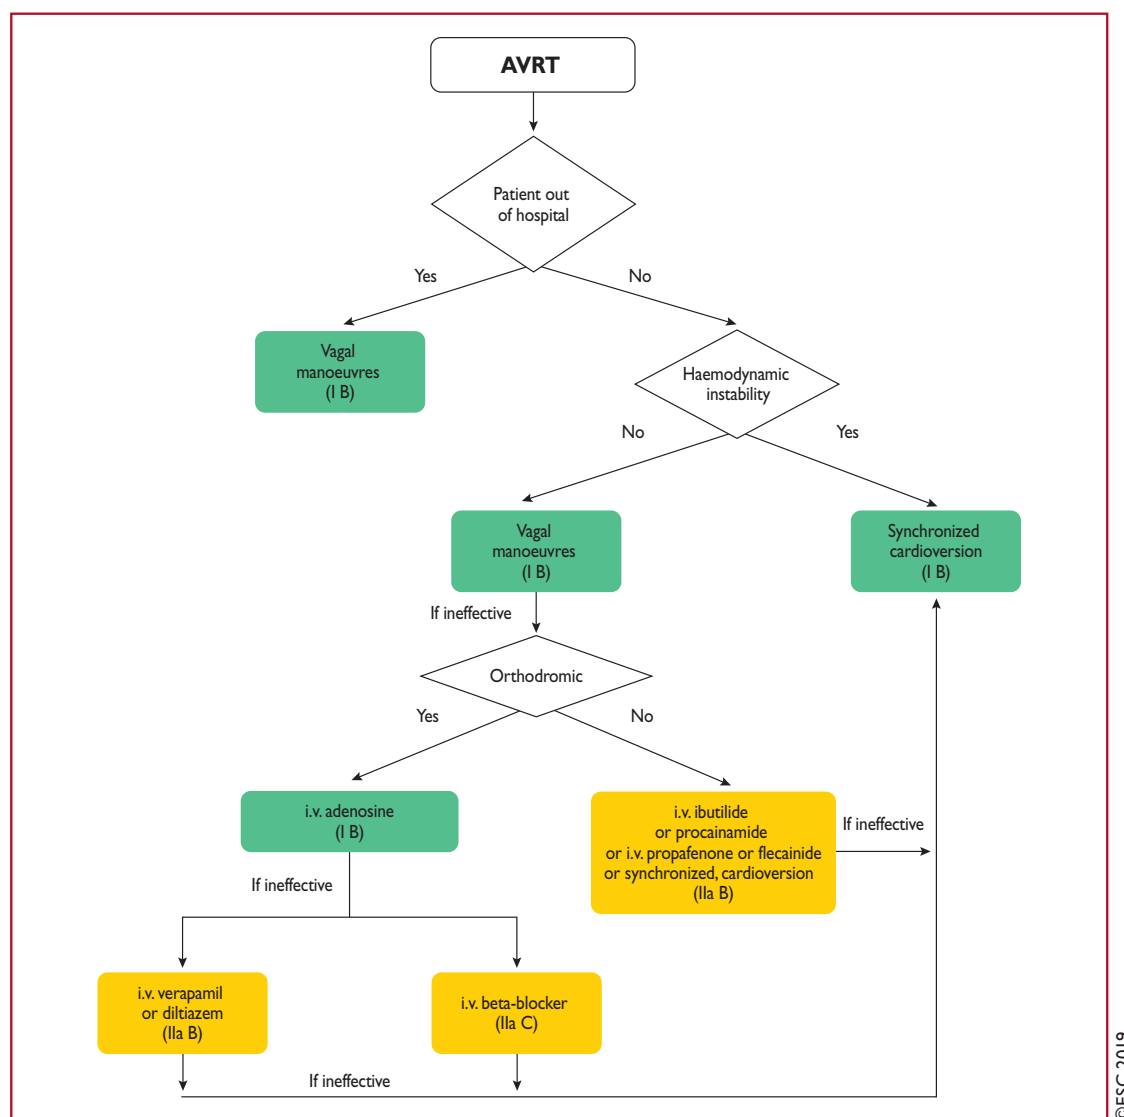 AVRT
Patient out
of hospital
Yes
No
Vagal
manoeuvres
(I B)
Haemodynamic
instability
No
Yes
Vagal
manoeuvres
(I B)
Synchronized
cardioversion
(I B)
If ineffective
Orthodromic
Yes
No
i.v. adenosine
(I B)
i.v. ibutilide
or procainamide
or i.v. propafenone or flecainide
or synchronized, cardioversion
(IIa B)
If ineffective
If ineffective
i.v. verapamil
or diltiazem
(IIa B)
i.v. beta-blocker
(IIa C)
If ineffective
©ESC 2019